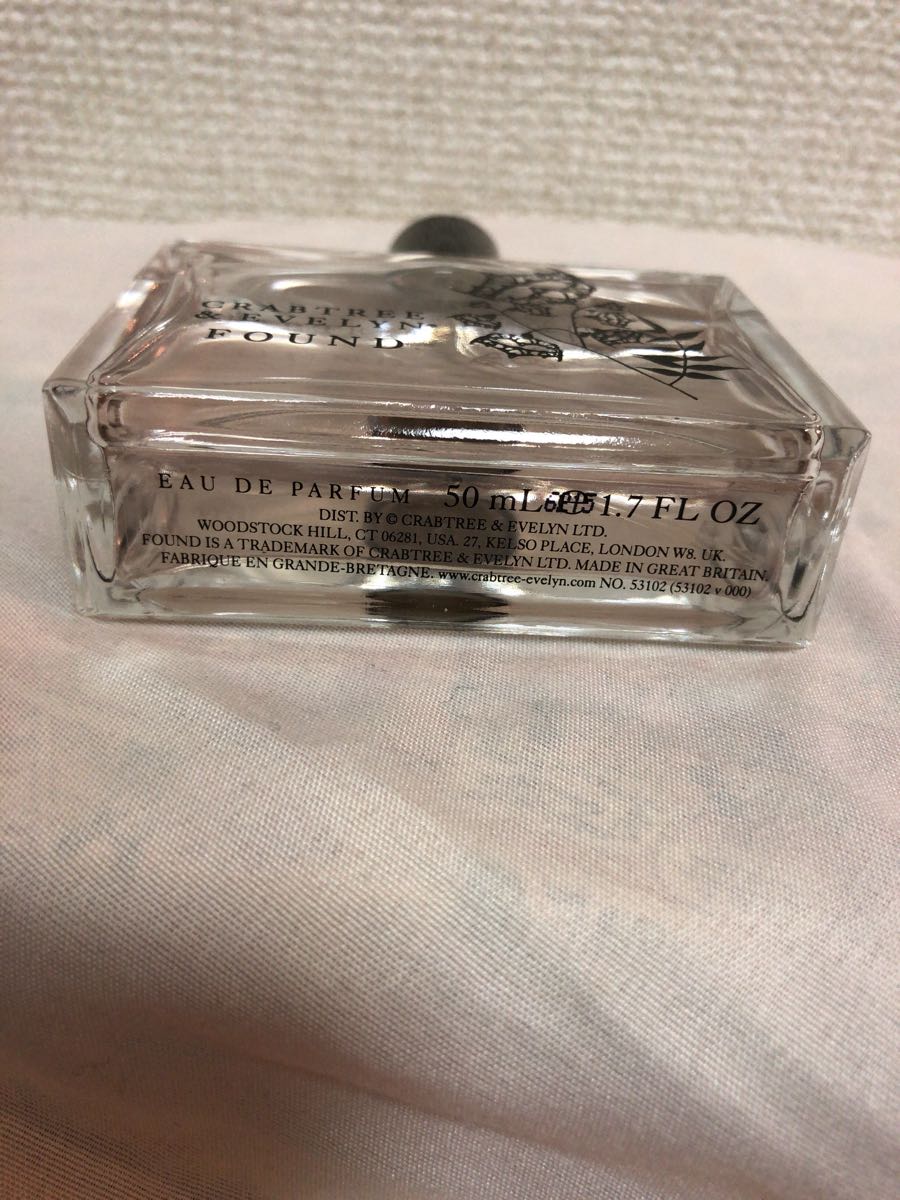 CRABTREE
& EVELYN
FOUND
EAU DE PARFUM 50 mL 1.7 FL OZ
DIST. BY © CRABTREE & EVELYN LTD.
WOODSTOCK HILL, CT 06281, USA. 27, KELSO PLACE, LONDON W8. UK.
FOUND IS A TRADEMARK OF CRABTREE & EVELYN LTD. MADE IN GREAT BRITAIN.
FABRIQUE EN GRANDE-BRETAGNE. www.crabtree-evelyn.com NO. 53102 (53102 v 000)